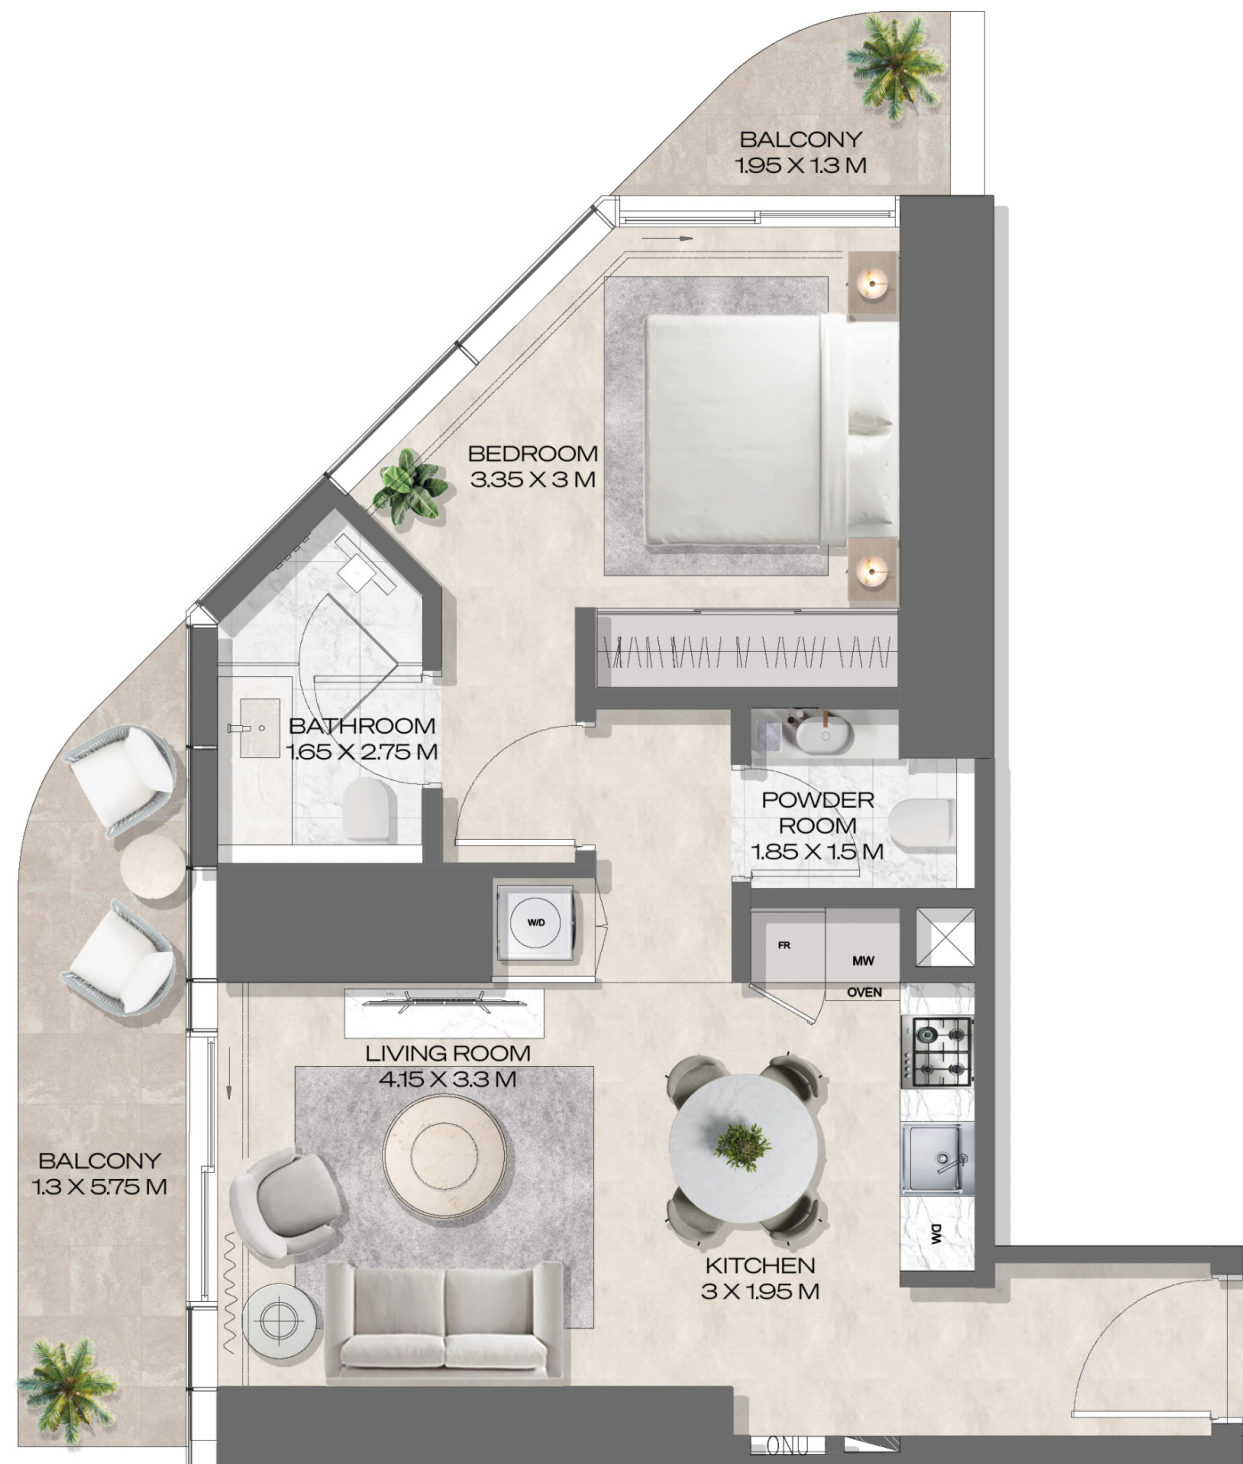 BALCONY
1.95 X 1.3 M
BEDROOM
3.35 X 3 M
BATHROOM
1.65 X 2.75 M
POWDER
ROOM
1.85 X 1.5 M
W/D
FR
MW
OVEN
LIVING ROOM
4.15 X 3.3 M
BALCONY
1.3 X 5.75 M
DW
KITCHEN
3 X 1.95 M
ONU